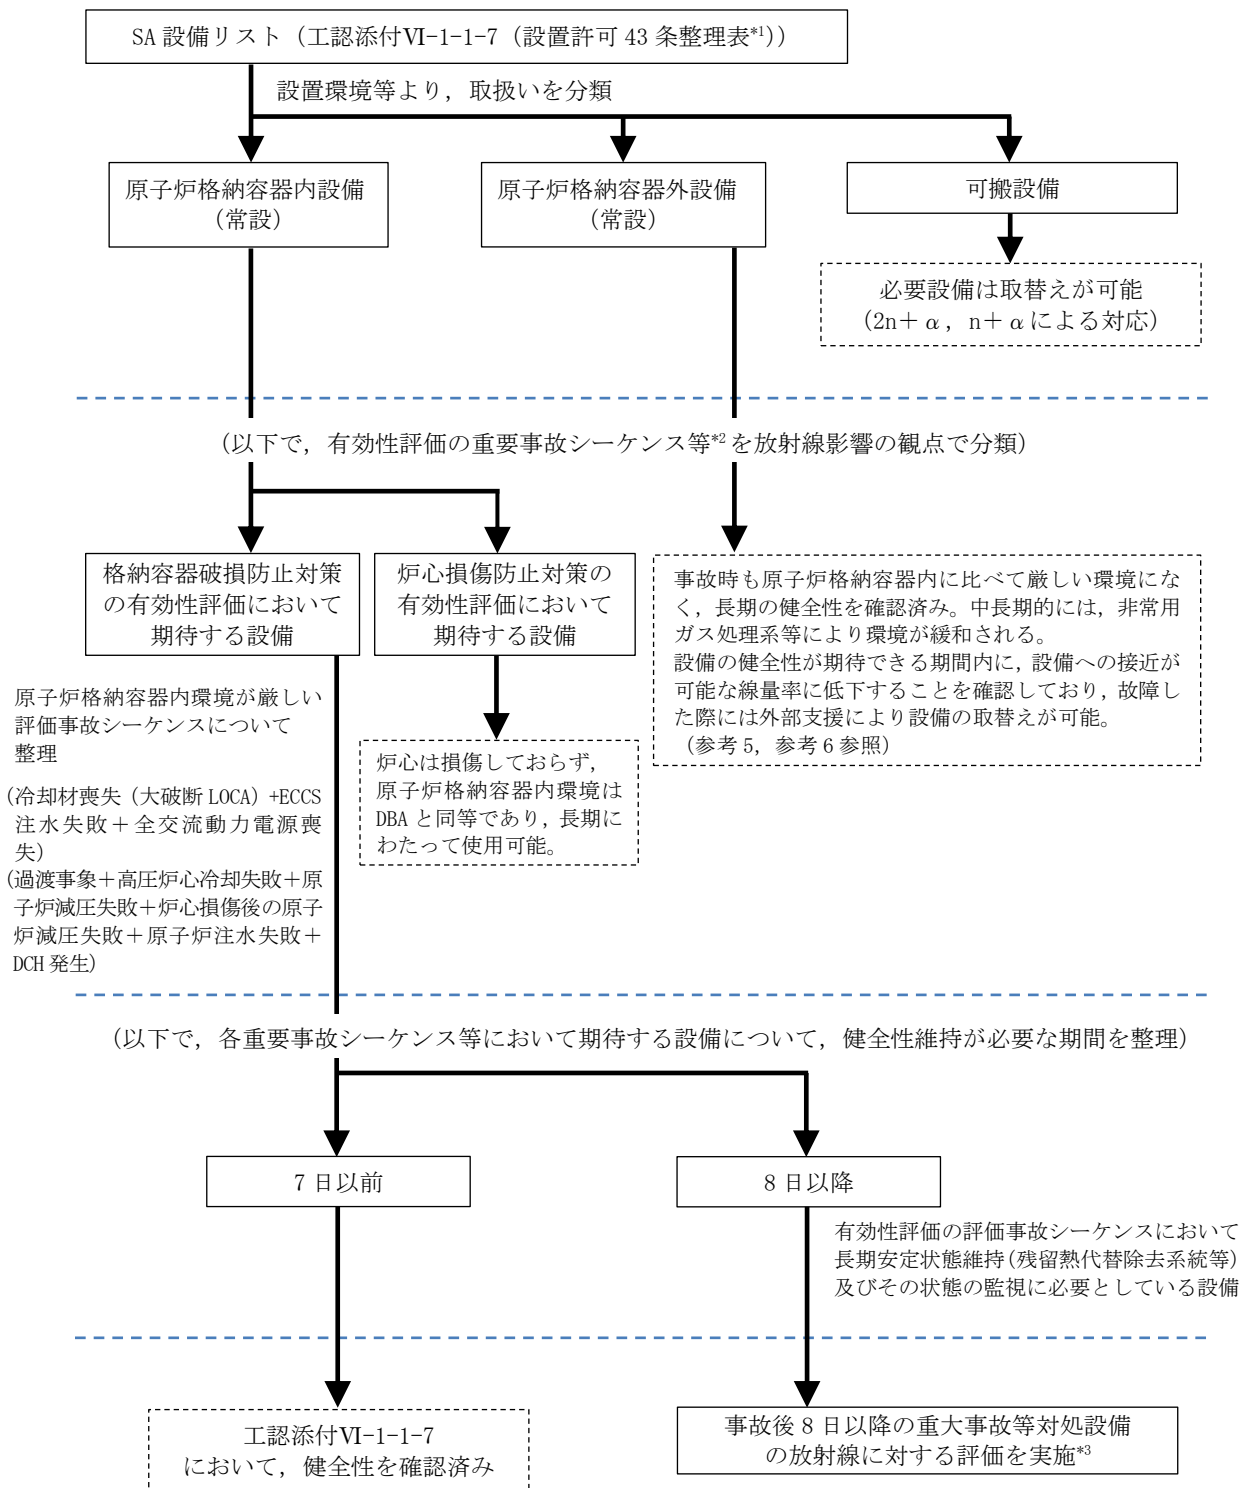 SA 設備リスト（工認添付Ⅵ-1-1-7（設置許可 43 条整理表*1））
設置環境等より，取扱いを分類
原子炉格納容器内設備
（常設）
原子炉格納容器外設備
（常設）
可搬設備
必要設備は取替えが可能
（2n＋α，n＋αによる対応）
（以下で，有効性評価の重要事故シーケンス等*2 を放射線影響の観点で分類）
格納容器破損防止対策
の有効性評価において
期待する設備
炉心損傷防止対策の
有効性評価において
期待する設備
事故時も原子炉格納容器内に比べて厳しい環境にな
く，長期の健全性を確認済み。中長期的には，非常用
ガス処理系等により環境が緩和される。
設備の健全性が期待できる期間内に，設備への接近が
可能な線量率に低下することを確認しており，故障し
た際には外部支援により設備の取替えが可能。
（参考 5，参考 6 参照）
原子炉格納容器内環境が厳しい
評価事故シーケンスについて
整理
（冷却材喪失（大破断 LOCA）+ECCS
注水失敗＋全交流動力電源喪
失）
（過渡事象＋高圧炉心冷却失敗＋原
子炉減圧失敗＋炉心損傷後の原子
炉減圧失敗＋原子炉注水失敗＋
DCH 発生）
炉心は損傷しておらず，
原子炉格納容器内環境は
DBA と同等であり，長期に
わたって使用可能。
（以下で，各重要事故シーケンス等において期待する設備について，健全性維持が必要な期間を整理）
7 日以前
8 日以降
有効性評価の評価事故シーケンスにおいて
長期安定状態維持（残留熱代替除去系統等）
及びその状態の監視に必要としている設備
工認添付Ⅵ-1-1-7
において，健全性を確認済み
事故後 8 日以降の重大事故等対処設備
の放射線に対する評価を実施*3